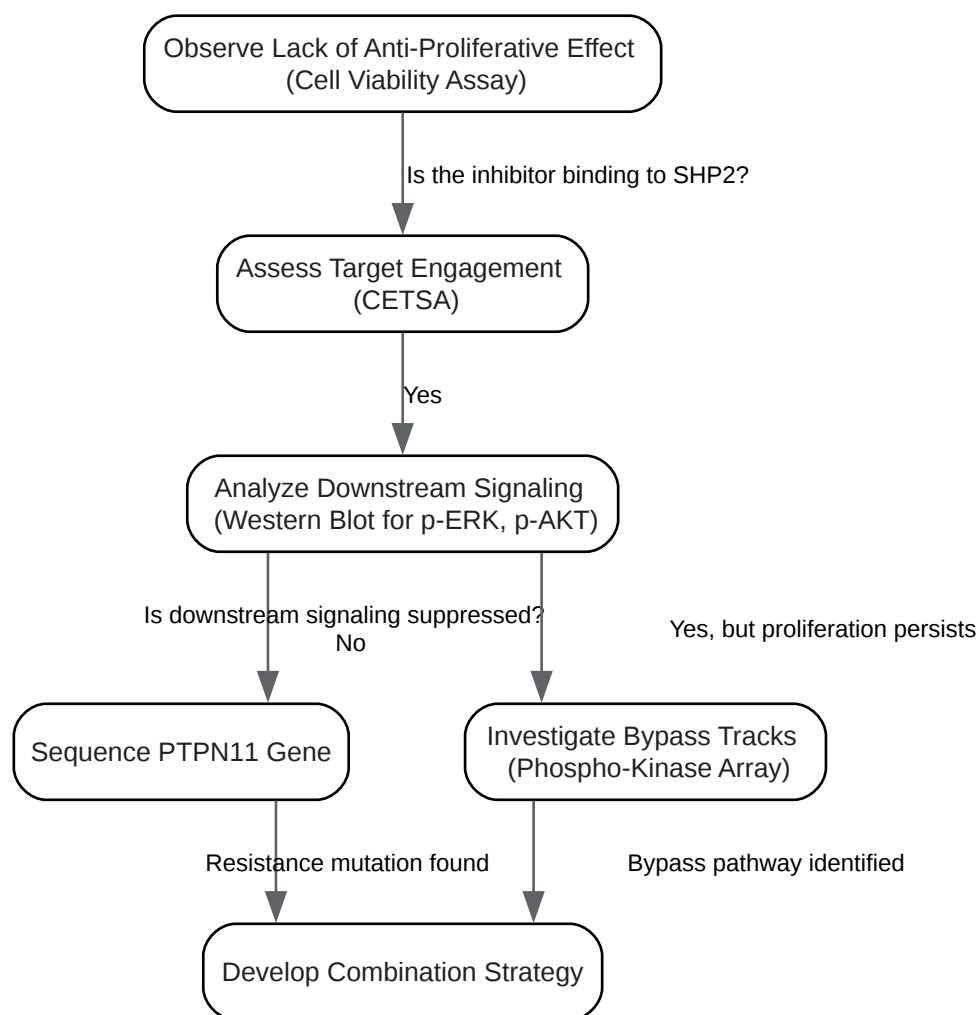 Observe Lack of Anti-Proliferative Effect
(Cell Viability Assay)
Is the inhibitor binding to SHP2?
Assess Target Engagement
(CETSA)
Yes
Analyze Downstream Signaling
(Western Blot for p-ERK, p-AKT)
Is downstream signaling suppressed?
No
Yes, but proliferation persists
Sequence PTPN11 Gene
Investigate Bypass Tracks
(Phospho-Kinase Array)
Resistance mutation found
Bypass pathway identified
Develop Combination Strategy